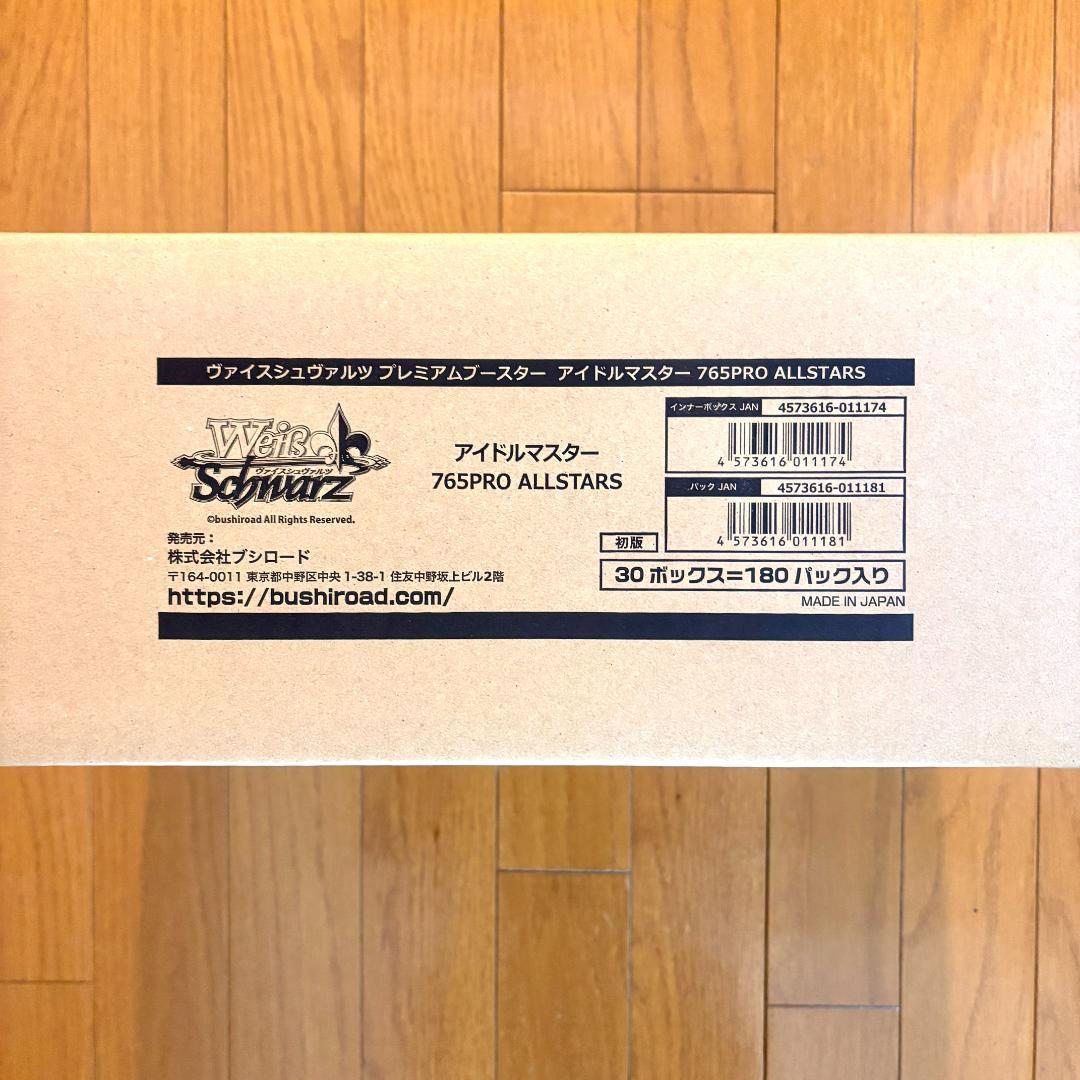 ヴァイスシュヴァルツ プレミアムブースター アイドルマスター 765PRO ALLSTARS
Weiß
ヴァイスシュヴァルツ
Schwarz
©bushiroad All Rights Reserved.
アイドルマスター
765PRO ALLSTARS
インナーボックス JAN 4573616-011174
4 573616 011174
パック JAN 4573616-011181
4 573616 011181
発売元：
株式会社ブシロード
〒164-0011 東京都中野区中央 1-38-1 住友中野坂上ビル2階
https://bushiroad.com/
初版
30 ボックス=180 パック入り
MADE IN JAPAN